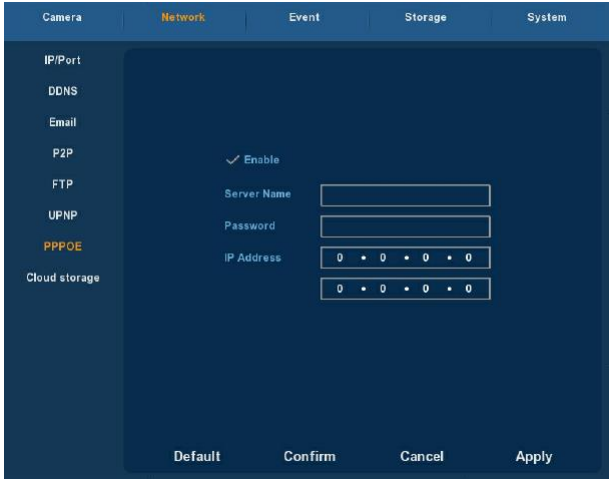 Camera Network Event Storage System
IP/Port
DDNS
Email
P2P
FTP
UPNP
PPPOE
Cloud storage
Enable
Server Name
Password
IP Address 0 . 0 . 0 . 0
0 . 0 . 0 . 0
Default Confirm Cancel Apply